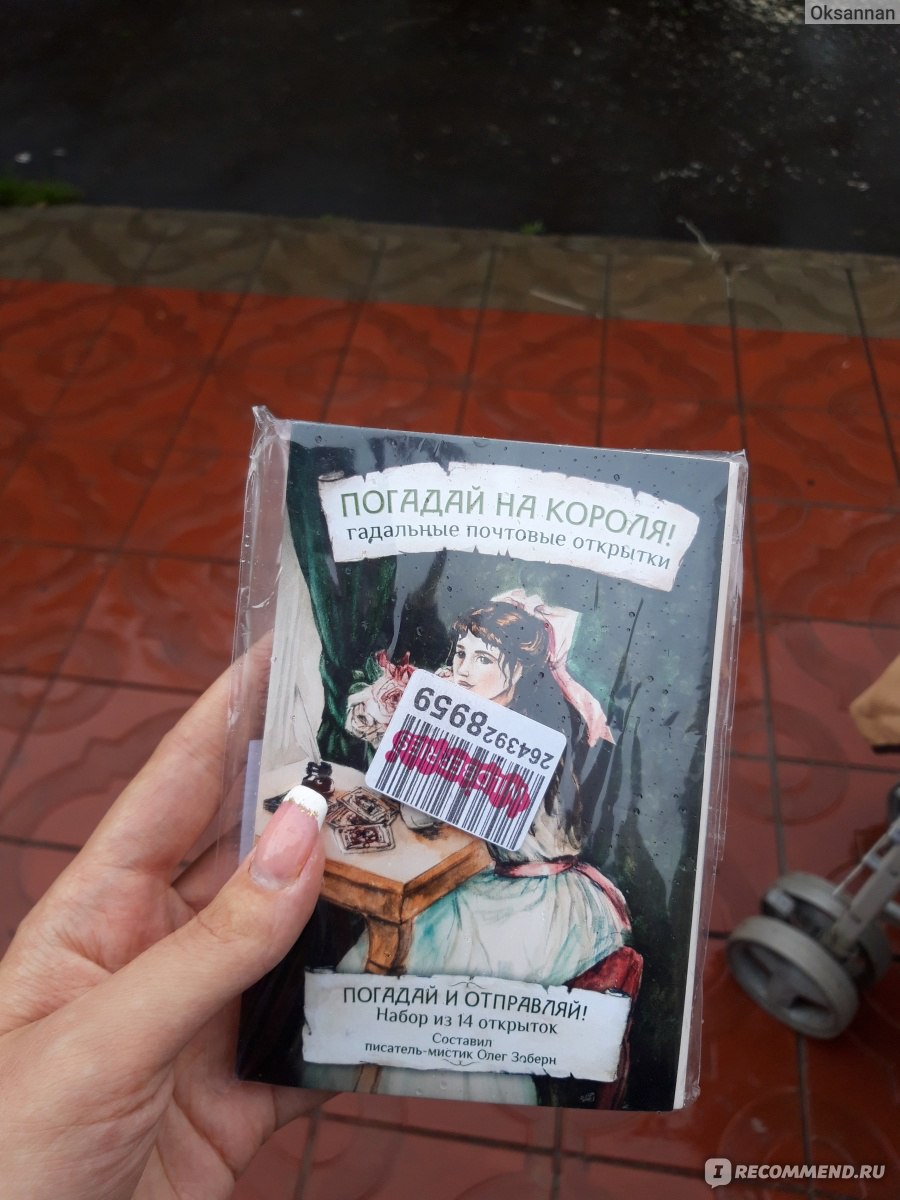 Oksannan
ПОГАДАЙ НА КОРОЛЯ!
гадальные почтовые открытки
2643928959
ПОГАДАЙ И ОТПРАВЛЯЙ!
Набор из 14 открыток
Составил
писатель-мистик Олег Зоберн
IRECOMMEND.RU